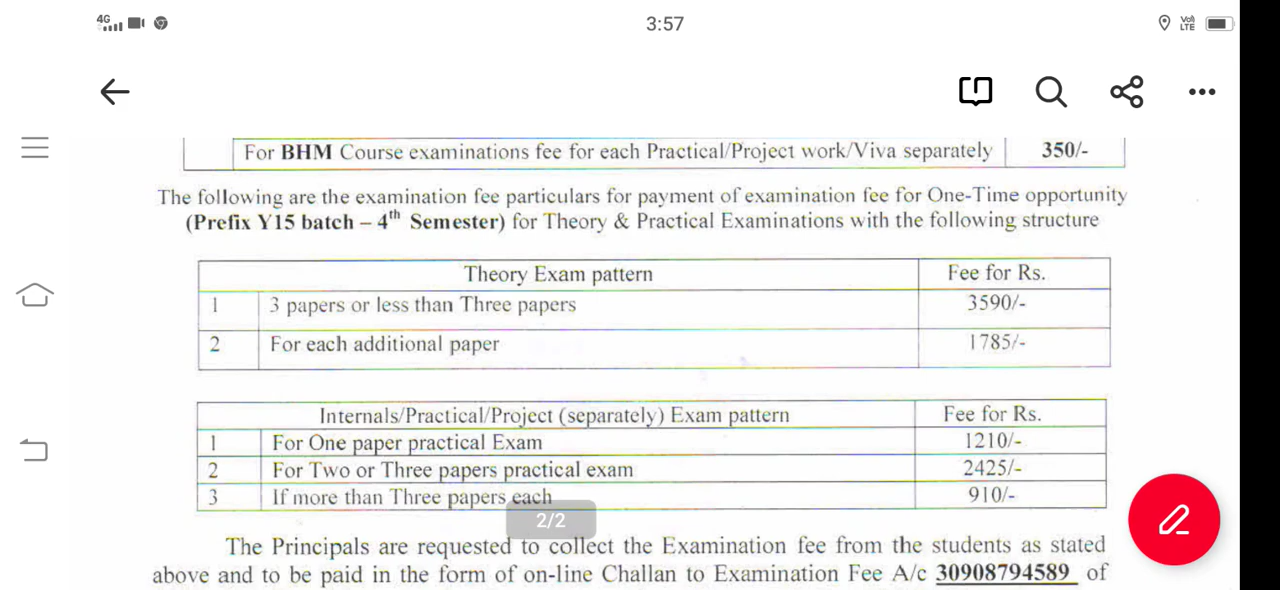 4G
3:57
Vo) LTE
For BHM Course examinations fee for each Practical/Project work/Viva separately 350/-
The following are the examination fee particulars for payment of examination fee for One-Time opportunity
(Prefix Y15 batch – 4th Semester) for Theory & Practical Examinations with the following structure
Theory Exam pattern Fee for Rs.
1 3 papers or less than Three papers 3590/-
2 For each additional paper 1785/-
Internals/Practical/Project (separately) Exam pattern Fee for Rs.
1 For One paper practical Exam 1210/-
2 For Two or Three papers practical exam 2425/-
3 If more than Three papers each 910/-
2/2
The Principals are requested to collect the Examination fee from the students as stated
above and to be paid in the form of on-line Challan to Examination Fee A/c 30908794589 of